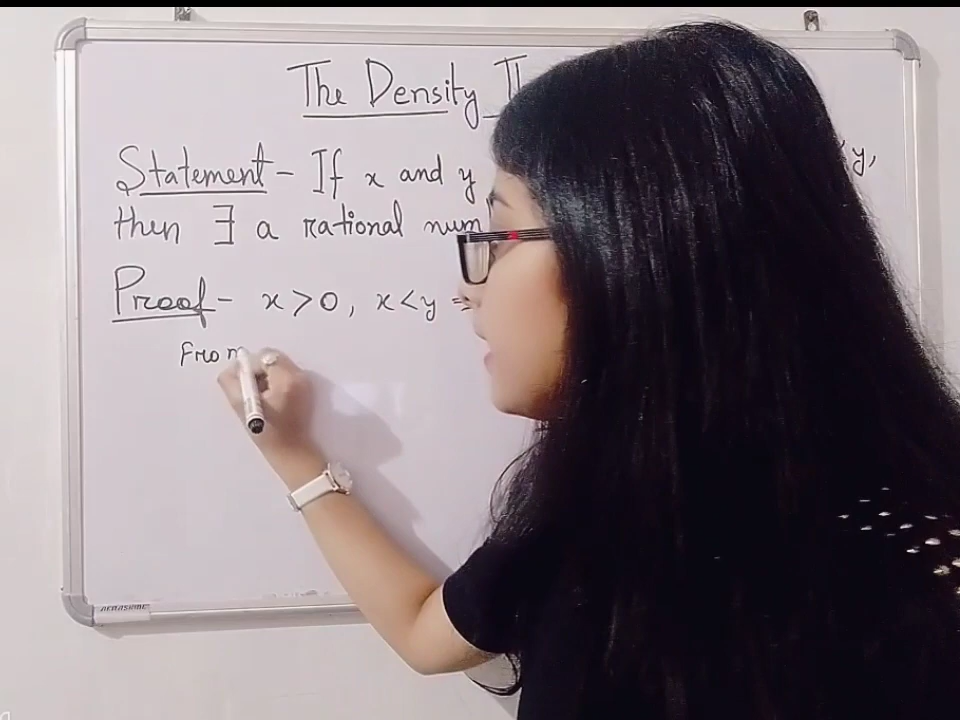 The Density
Statement - If x and y y,
then ∃ a rational num
Proof - x > 0, x < y
From